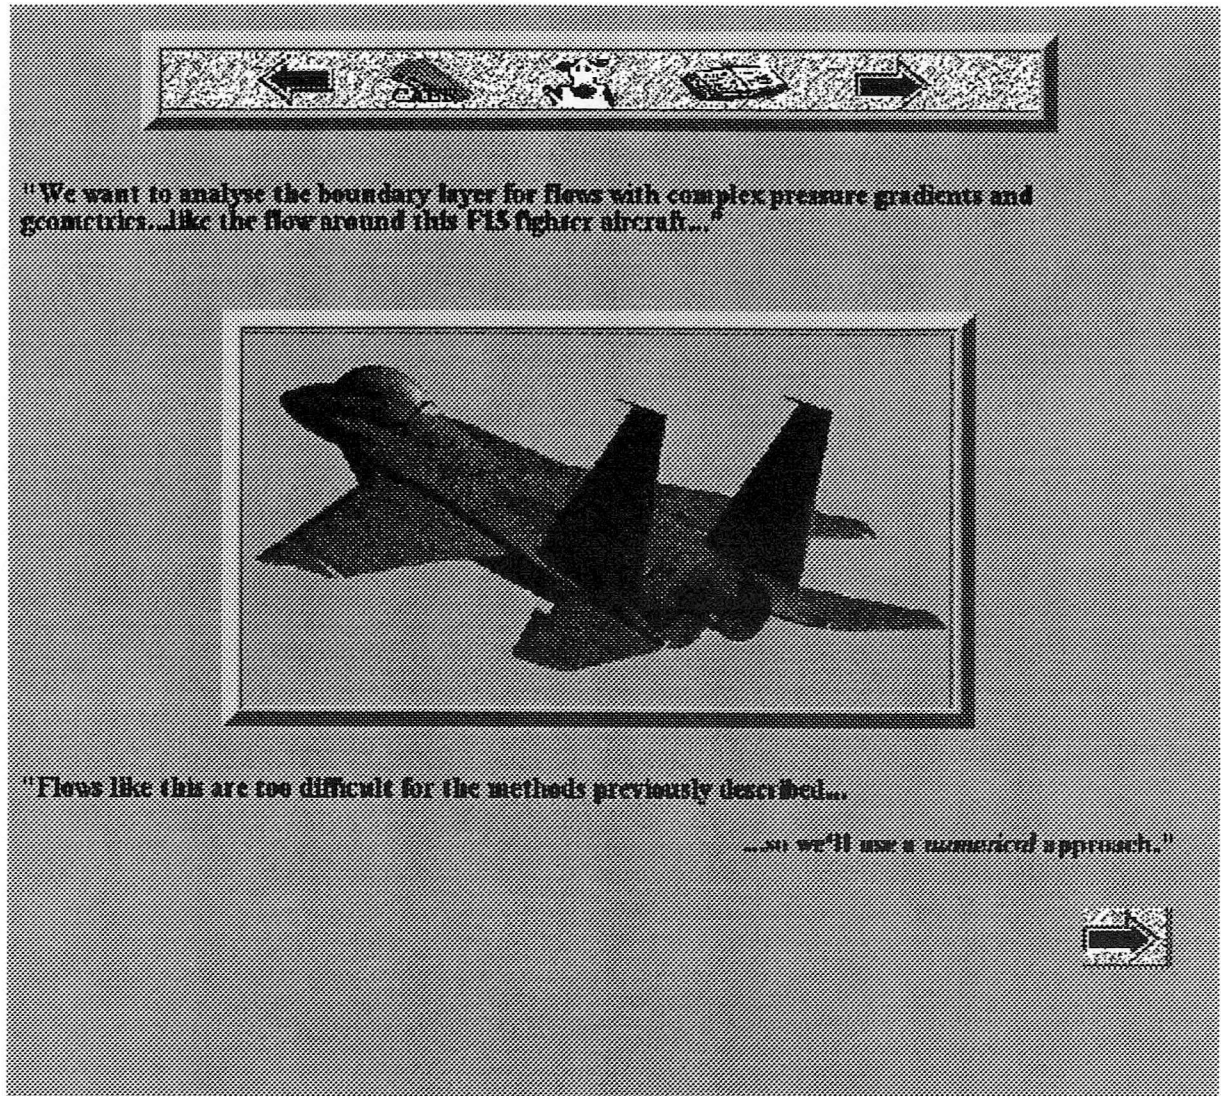 "We want to analyse the boundary layer for flows with complex pressure gradients and
geometries...like the flow around this F15 fighter aircraft..."
"Flows like this are too difficult for the methods previously described...
...so we'll use a numerical approach."